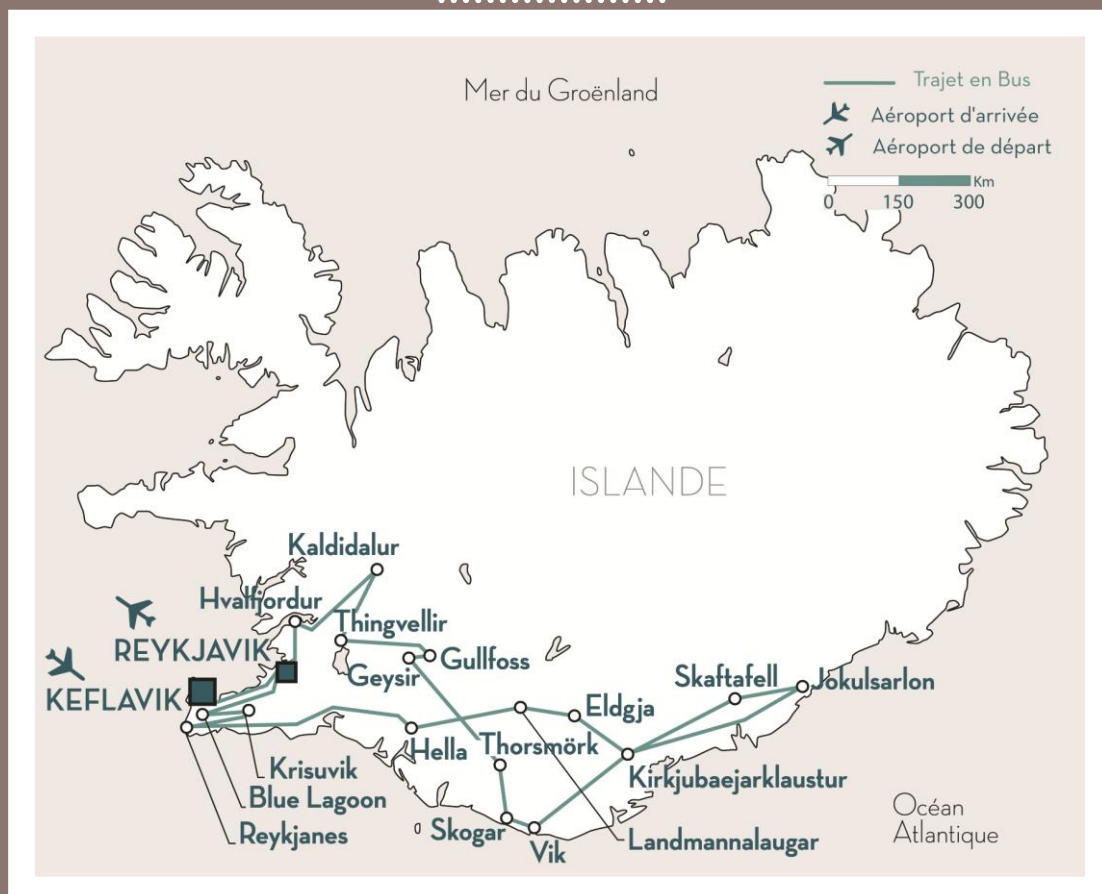 Mer du Groënland
Trajet en Bus
Aéroport d'arrivée
Aéroport de départ
Km
0 150 300
ISLANDE
Kaldidalur
Hvalfjordur
Thingvellir
REYKJAVIK
Gullfoss
Geysir
KEFLAVIK
Skaftafell
Jokulsarlon
Eldgja
Hella
Thorsmörk
Krisuvik
Kirkjubaejarklaustur
Blue Lagoon
Reykjanes
Skogar
Vik
Landmannalaugar
Océan
Atlantique